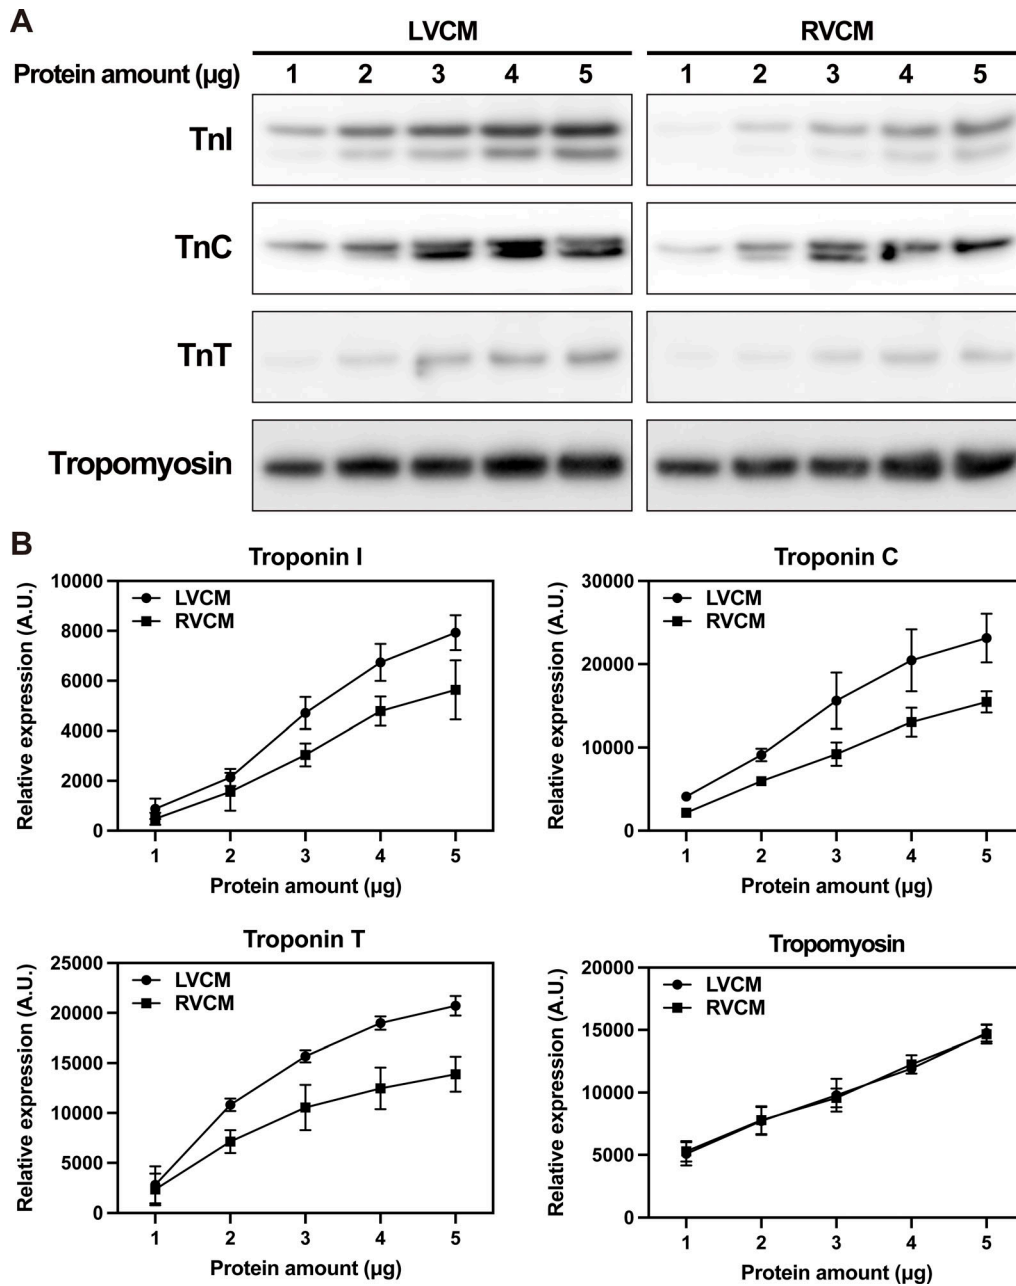 A
LVCM RVCM
Protein amount (µg) 1 2 3 4 5 1 2 3 4 5
TnI
TnC
TnT
Tropomyosin
B
Troponin I
Relative expression (A.U.)
10000
8000
6000
4000
2000
0
LVCM
RVCM
1 2 3 4 5
Protein amount (µg)
Troponin C
Relative expression (A.U.)
30000
20000
10000
0
LVCM
RVCM
1 2 3 4 5
Protein amount (µg)
Troponin T
Relative expression (A.U.)
25000
20000
15000
10000
5000
0
LVCM
RVCM
1 2 3 4 5
Protein amount (µg)
Tropomyosin
Relative expression (A.U.)
20000
15000
10000
5000
0
LVCM
RVCM
1 2 3 4 5
Protein amount (µg)